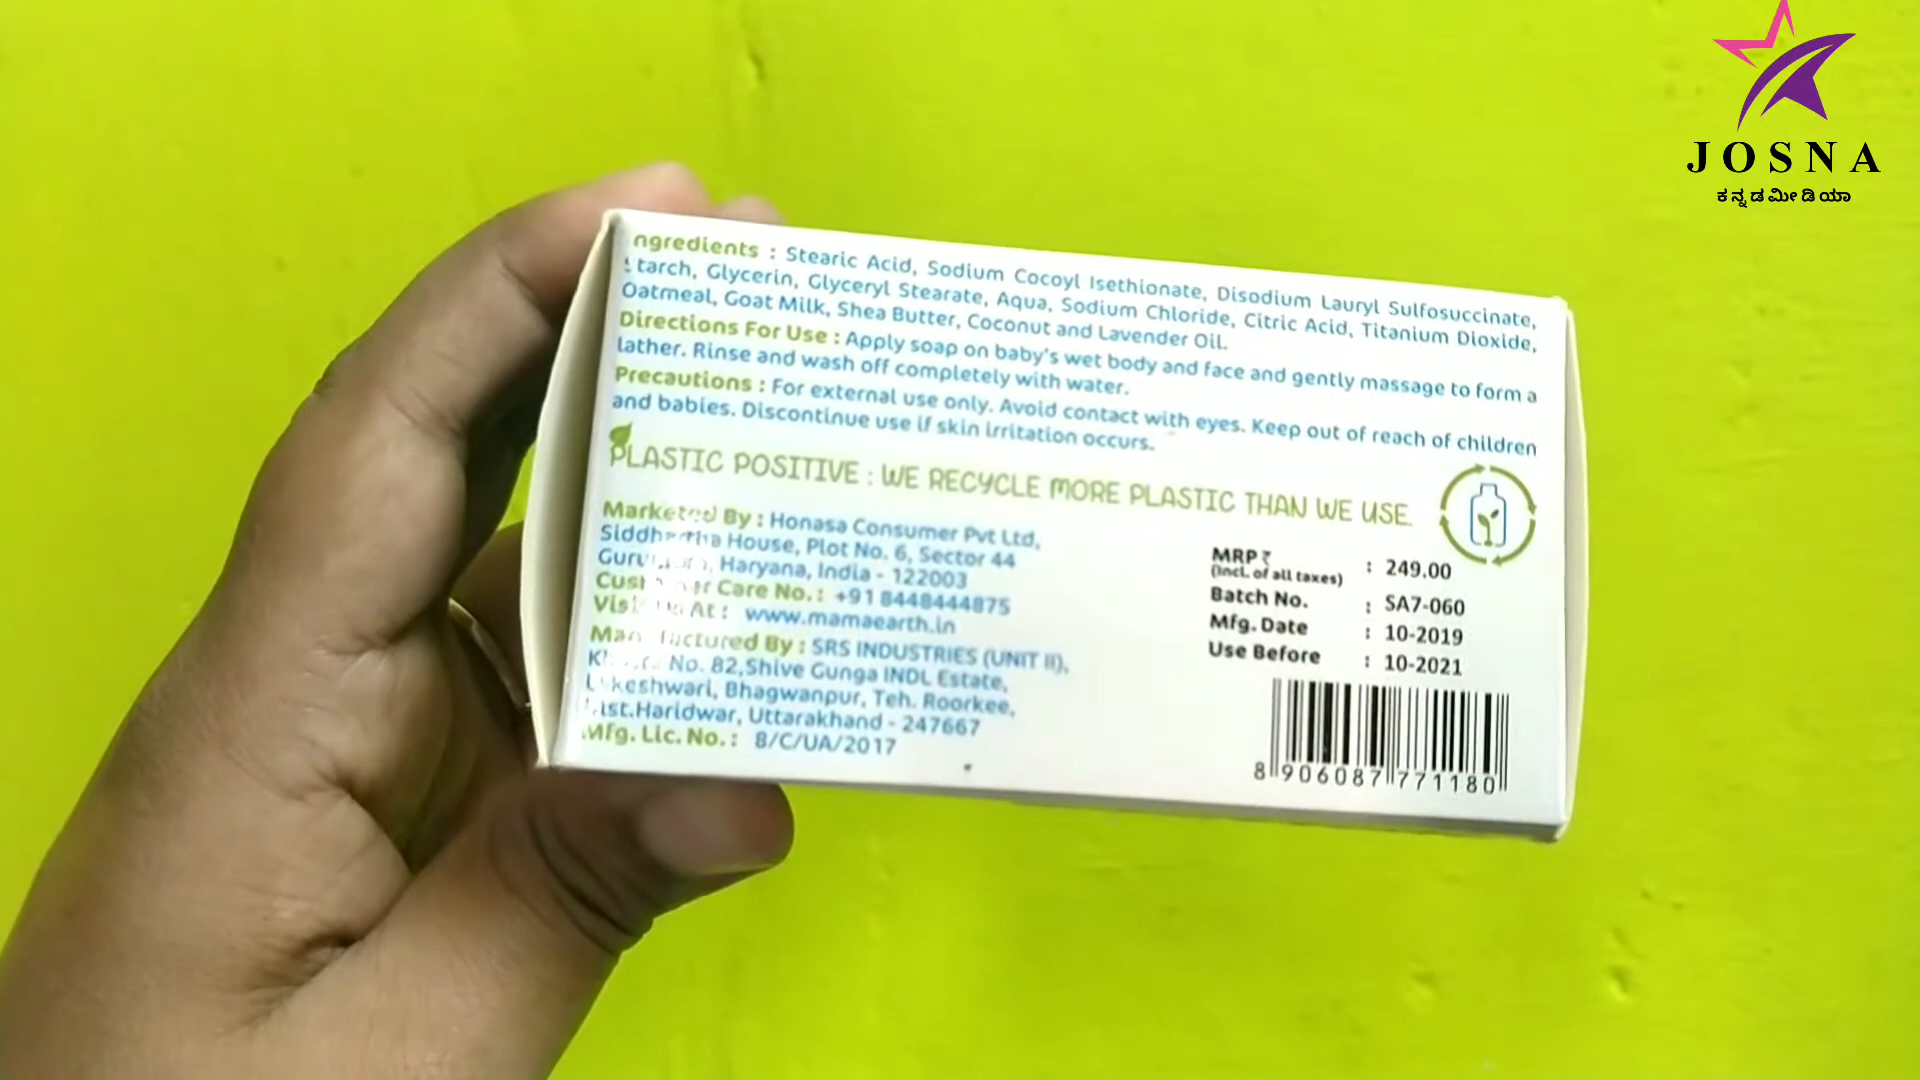 JOSNA
ಕನ್ನಡ ಮೀಡಿಯಾ
ngredients : Stearic Acid, Sodium Cocoyl Isethionate, Disodium Lauryl Sulfosuccinate,
tarch, Glycerin, Glyceryl Stearate, Aqua, Sodium Chloride, Citric Acid, Titanium Dioxide,
Oatmeal, Goat Milk, Shea Butter, Coconut and Lavender Oil.
Directions For Use : Apply soap on baby's wet body and face and gently massage to form a
lather. Rinse and wash off completely with water.
Precautions : For external use only. Avoid contact with eyes. Keep out of reach of children
and babies. Discontinue use if skin irritation occurs.
PLASTIC POSITIVE : WE RECYCLE MORE PLASTIC THAN WE USE.
Marketed By : Honasa Consumer Pvt Ltd,
House, Plot No. 6, Sector 44
Haryana, India - 122003
Care No. : +91 8448444875
At : www.mamaearth.in
By : SRS INDUSTRIES (UNIT II),
No. 82,Shive Gunga INDL Estate,
Bhagwanpur, Teh. Roorkee,
ist.Haridwar, Uttarakhand - 247667
Mfg. Lic. No. : 8/C/UA/2017
MRP ₹ : 249.00
(Incl. of all taxes)
Batch No. : SA7-060
Mfg. Date : 10-2019
Use Before : 10-2021
8 906087 771180